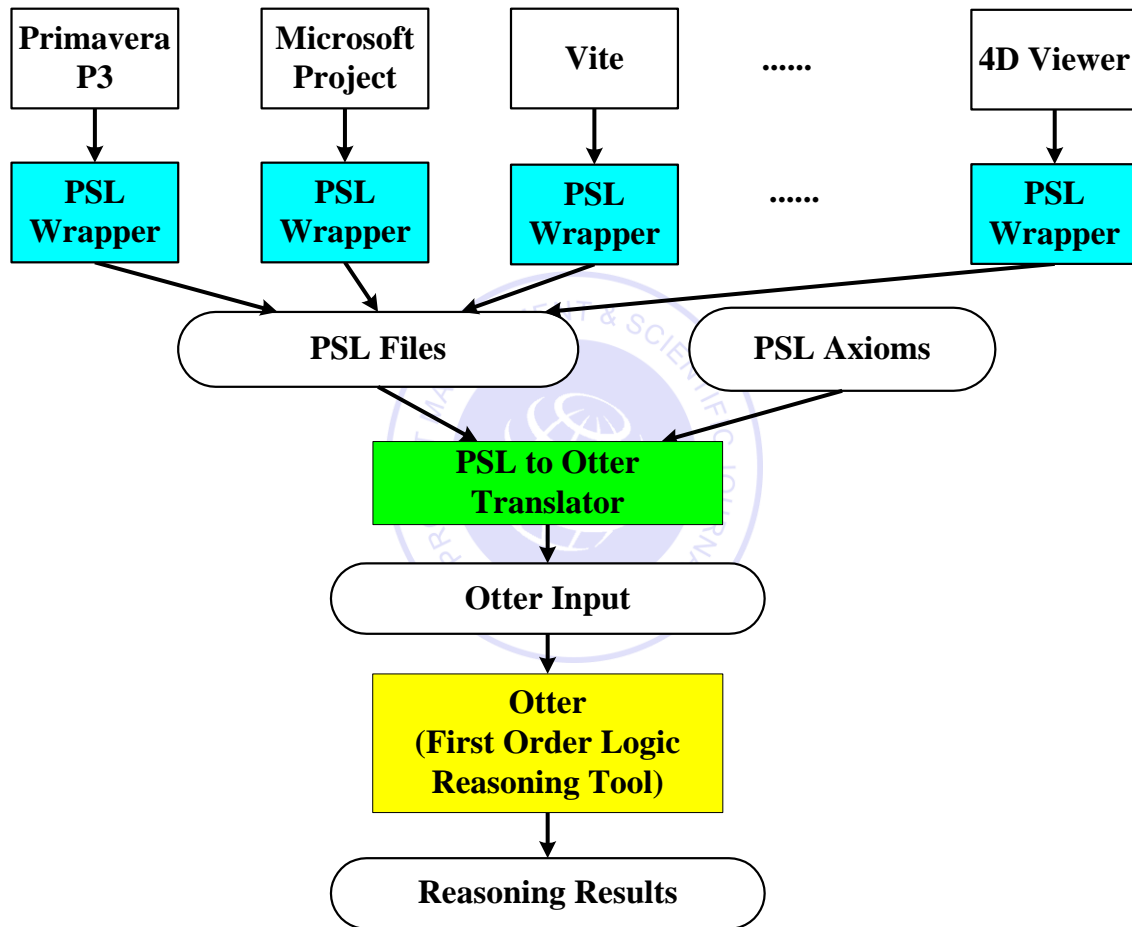 Primavera
P3
Microsoft
Project
Vite
......
4D Viewer
PSL
Wrapper
PSL
Wrapper
PSL
Wrapper
......
PSL
Wrapper
PSL Files
PSL Axioms
PSL to Otter
Translator
Otter Input
Otter
(First Order Logic
Reasoning Tool)
Reasoning Results